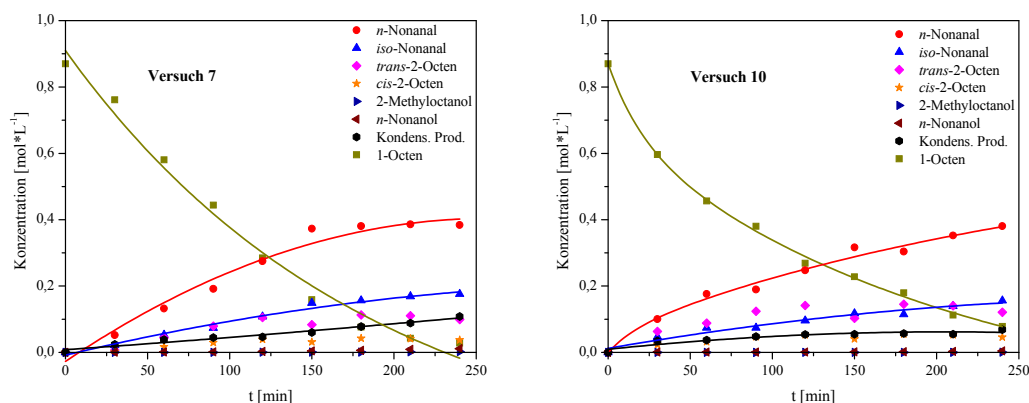 1,0
0,8
0,6
0,4
0,2
0,0
Konzentration [mol*L⁻¹]
0
50
100
150
200
250
t [min]
Versuch 7
n-Nonanal
iso-Nonanal
trans-2-Octen
cis-2-Octen
2-Methyloctanol
n-Nonanol
Kondens. Prod.
1-Octen
1,0
0,8
0,6
0,4
0,2
0,0
Konzentration [mol*L⁻¹]
0
50
100
150
200
250
t [min]
Versuch 10
n-Nonanal
iso-Nonanal
trans-2-Octen
cis-2-Octen
2-Methyloctanol
n-Nonanol
Kondens. Prod.
1-Octen